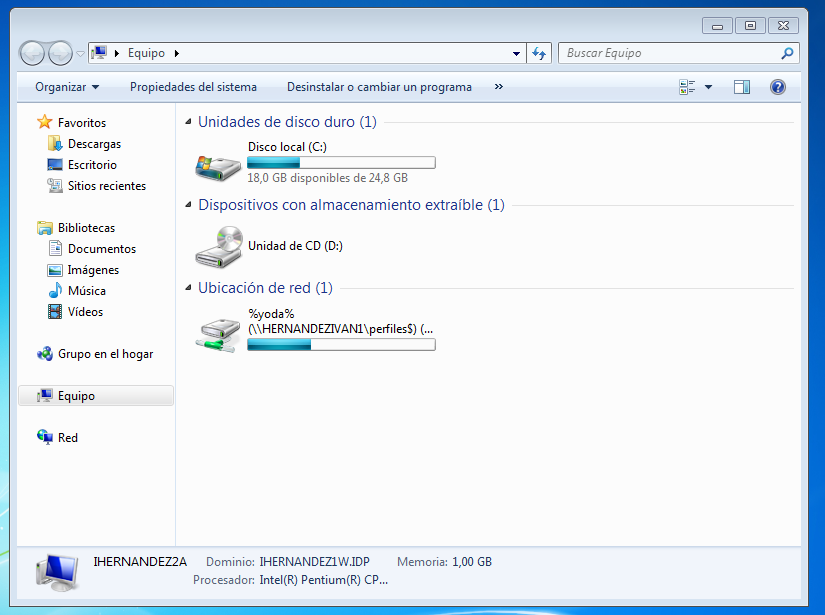 Equipo
Buscar Equipo
Organizar
Propiedades del sistema
Desinstalar o cambiar un programa
»
Favoritos
Descargas
Escritorio
Sitios recientes
Bibliotecas
Documentos
Imágenes
Música
Vídeos
Grupo en el hogar
Equipo
Red
Unidades de disco duro (1)
Disco local (C:)
18,0 GB disponibles de 24,8 GB
Dispositivos con almacenamiento extraíble (1)
Unidad de CD (D:)
Ubicación de red (1)
%yoda%
(\\HERNANDEZIVAN1\perfiles$) (...
IHERNANDEZ2A Dominio: IHERNANDEZ1W.IDP Memoria: 1,00 GB
Procesador: Intel(R) Pentium(R) CP...